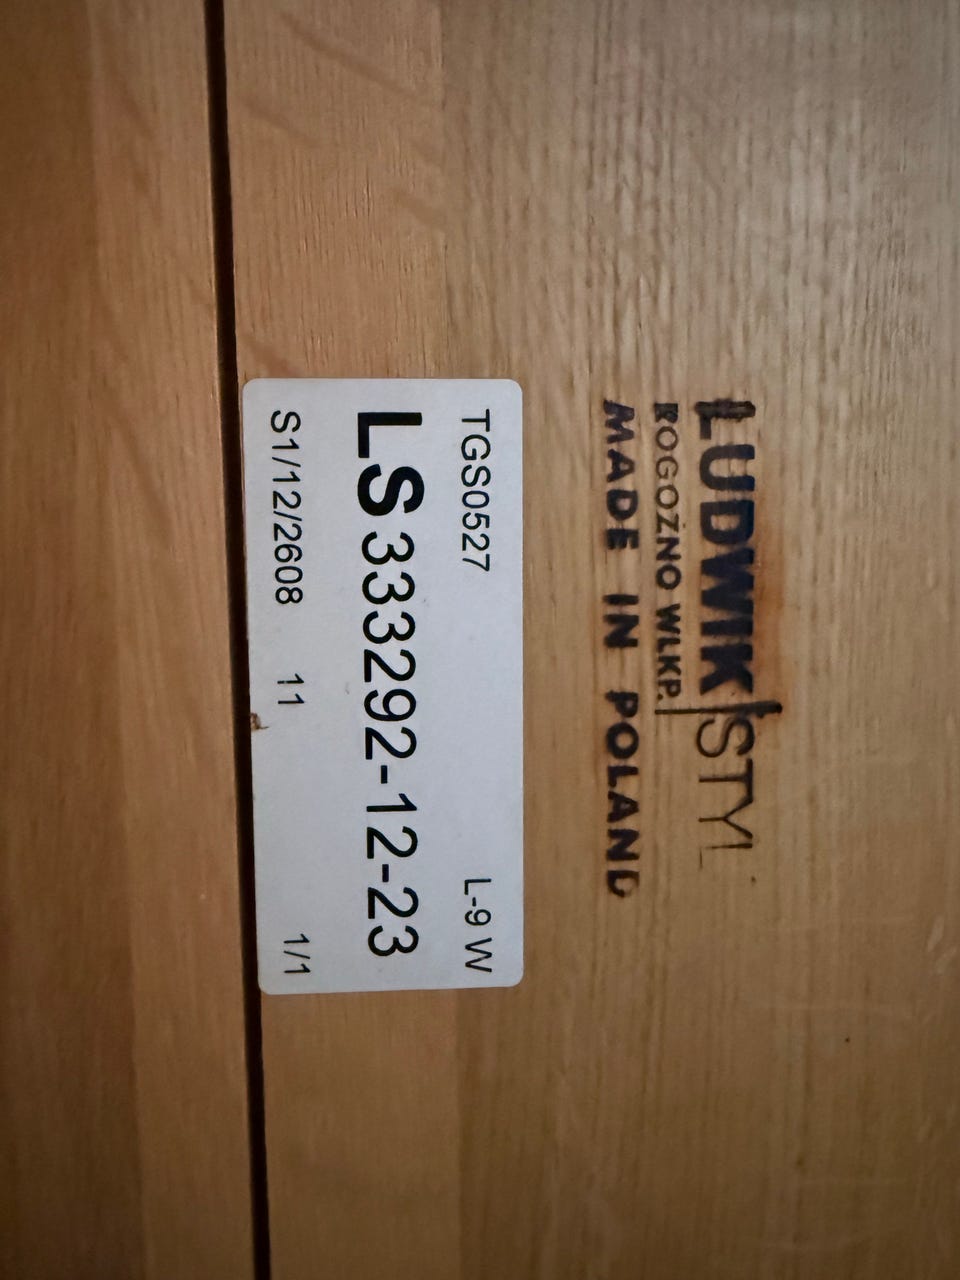 LUDWIK STYL
ROGOŹNO WLKP.
MADE IN POLAND
TGS0527 L-9 W
LS 333292-12-23
S1/12/2608 11 1/1